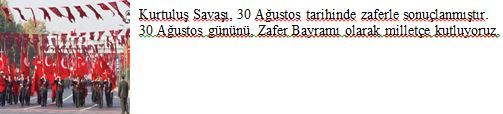 Kurtuluş Savaşı, 30 Ağustos tarihinde zaferle sonuçlanmıştır.
30 Ağustos gününü, Zafer Bayramı olarak milletçe kutluyoruz.